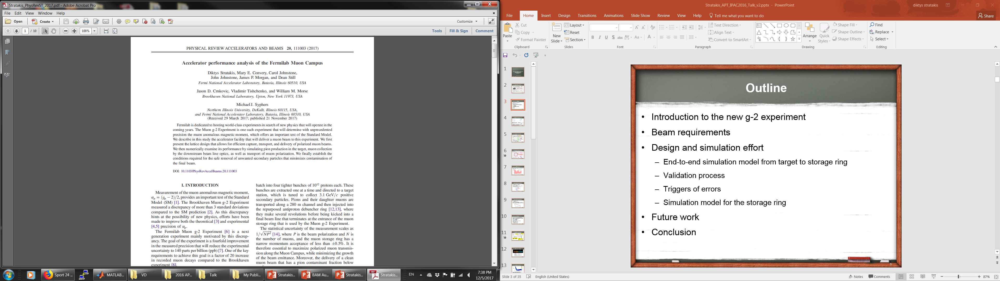 Stratakis_PhysRevST_2017.pdf - Adobe Acrobat Pro
File Edit View Window Help
Open Create Customize
1 / 10 100% Tools Fill & Sign Comment
PHYSICAL REVIEW ACCELERATORS AND BEAMS 20, 111003 (2017)
Accelerator performance analysis of the Fermilab Muon Campus
Diktys Stratakis, Mary E. Convery, Carol Johnstone,
John Johnstone, James P. Morgan, and Dean Still
Fermi National Accelerator Laboratory, Batavia, Illinois 60510, USA
Jason D. Crnkovic, Vladimir Tishchenko, and William M. Morse
Brookhaven National Laboratory, Upton, New York 11973, USA
Michael J. Syphers
Northern Illinois University, DeKalb, Illinois 60115, USA,
and Fermi National Accelerator Laboratory, Batavia, Illinois 60510, USA
(Received 29 March 2017; published 21 November 2017)
Fermilab is dedicated to hosting world-class experiments in search of new physics that will operate in the
coming years. The Muon g-2 Experiment is one such experiment that will determine with unprecedented
precision the muon anomalous magnetic moment, which offers an important test of the Standard Model.
We describe in this study the accelerator facility that will deliver a muon beam to this experiment. We first
present the lattice design that allows for efficient capture, transport, and delivery of polarized muon beams.
We then numerically examine its performance by simulating pion production in the target, muon collection
by the downstream beam line optics, as well as transport of muon polarization. We finally establish the
conditions required for the safe removal of unwanted secondary particles that minimizes contamination of
the final beam.
DOI: 10.1103/PhysRevAccelBeams.20.111003
I. INTRODUCTION
Measurement of the muon anomalous magnetic moment,
αμ = (gμ − 2)/2, provides an important test of the Standard
Model (SM) [1]. The Brookhaven Muon g-2 Experiment
measured a discrepancy of more than 3 standard deviations
compared to the SM prediction [2]. As this discrepancy
hints at the possibility of new physics, efforts have been
made to improve both the theoretical [3] and experimental
[4,5] precision of αμ.
The Fermilab Muon g-2 Experiment [6] is a next
generation experiment mainly motivated by this discrep-
ancy. The goal of the experiment is a fourfold improvement
in the measured precision that will reduce the experimental
uncertainty to 140 parts per billion (ppb) [7]. One of the key
requirements to achieve this goal is a factor of 20 increase
in recorded muon decays compared to the Brookhaven
experiment [8].
batch into four tighter bunches of 10¹² protons each. These
bunches are extracted one at a time and directed to a target
station, which is tuned to collect 3.1 GeV/c positive
secondary particles. Pions and their daughter muons are
transported along a 280 m channel and then injected into
the repurposed antiproton debuncher ring [12,13], where
they make several revolutions before being kicked into a
final beam line that terminates at the entrance of the muon
storage ring that is used by the Muon g-2 Experiment.
The statistical uncertainty of the measurement scales as
1/√NP² [14], where P is the beam polarization and N is
the number of muons, and the muon storage ring has a
narrow momentum acceptance of less than ±0.5%. It is
therefore essential to maximize polarized muon transmis-
sion along the Muon Campus, while minimizing the growth
of the beam emittance. Moreover, the delivery of a clean
muon beam that has a pion contaminant fraction below
Sport 24 ... MATLAB... VD 2016 AP... Talk My Publi... Stratakis... BAM Au... Stratakis... Stratakis... EN 7:38 PM
12/5/2017
Stratakis_APT_IPAC2016_Talk_v2.pptx - PowerPoint diktys stratakis
File Home Insert Design Transitions Animations Slide Show Review View Help Tell me what you want to do Share
Paste Cut Copy Format Painter Clipboard
New Slide Layout Reset Section Slides
B I U S abc AV Aa A Font
Text Direction Align Text Convert to SmartArt Paragraph
Arrange Quick Styles Shape Fill Shape Outline Shape Effects Drawing
Find Replace Select Editing
1
2
3
4
5
6
7
8
9
10
11
12
13
Outline
• Introduction to the new g-2 experiment
• Beam requirements
• Design and simulation effort
– End-to-end simulation model from target to storage ring
– Validation process
– Triggers of errors
– Simulation model for the storage ring
• Future work
• Conclusion
3
Slide 3 of 35 English (United States) Notes Comments 87%